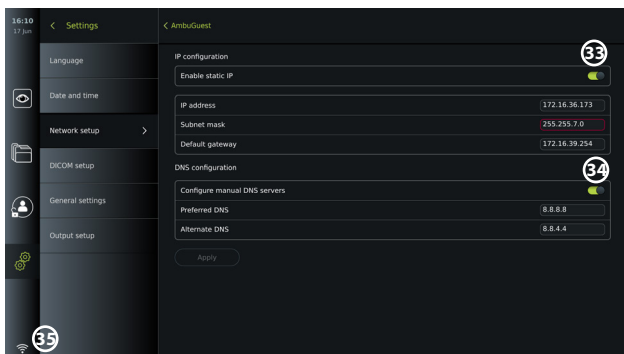 16:10
17 Jun
Settings
AmbuGuest
Language
Date and time
Network setup
DICOM setup
General settings
Output setup
IP configuration
33
Enable static IP
IP address 172.16.36.173
Subnet mask 255.255.7.0
Default gateway 172.16.39.254
DNS configuration
34
Configure manual DNS servers
Preferred DNS 8.8.8.8
Alternate DNS 8.8.4.4
Apply
35